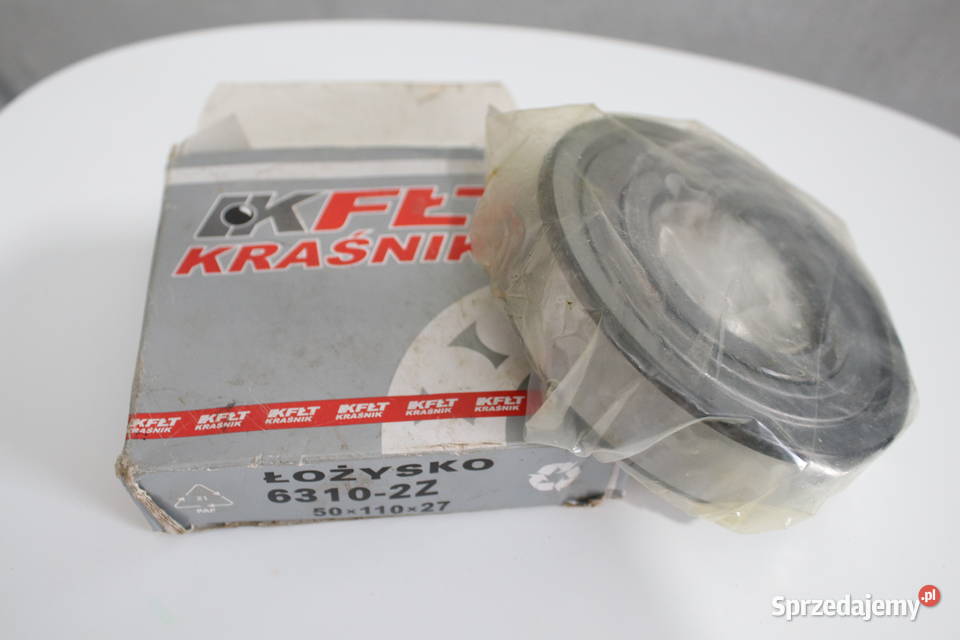 KFŁT
KRAŚNIK
KFŁT KFŁT KFŁT KFŁT KFŁT KFŁT
KRAŚNIK KRAŚNIK KRAŚNIK KRAŚNIK KRAŚNIK KRAŚNIK
ŁOŻYSKO
6310-2Z
50×110×27
21
PAP
Sprzedajemy.pl